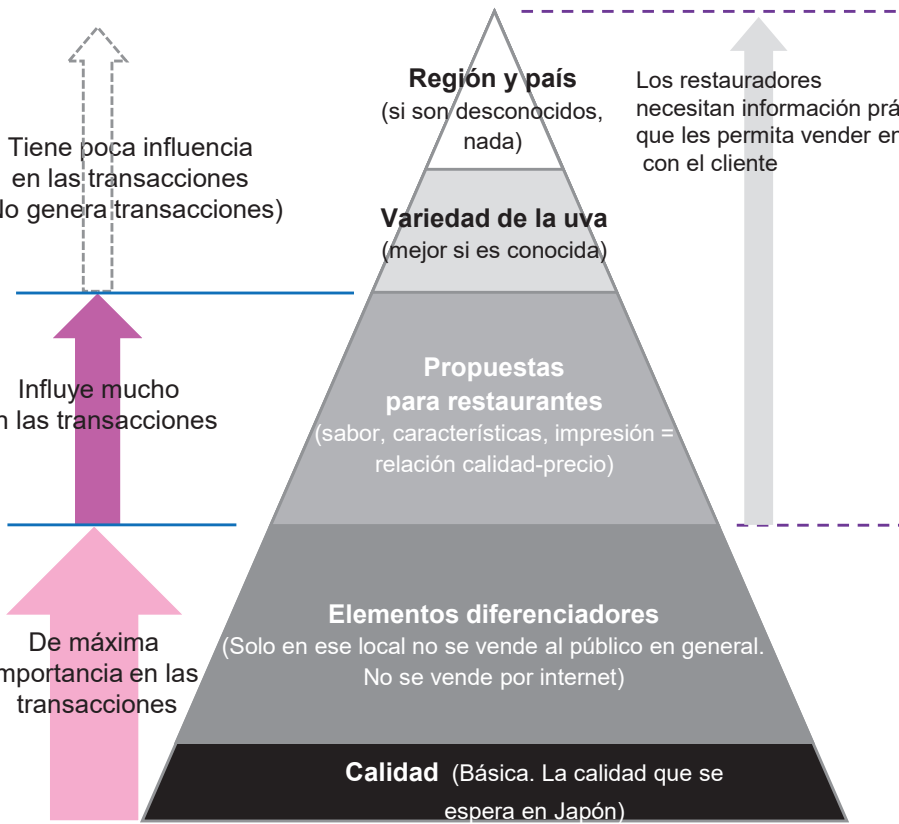 Región y país
(si son desconocidos,
nada)
Los restauradores
necesitan información prá
que les permita vender en
con el cliente
Tiene poca influencia
en las transacciones
No genera transacciones)
Variedad de la uva
(mejor si es conocida)
Propuestas
para restaurantes
(sabor, características, impresión =
relación calidad-precio)
Influye mucho
n las transacciones
Elementos diferenciadores
(Solo en ese local no se vende al público en general.
No se vende por internet)
De máxima
mportancia en las
transacciones
Calidad (Básica. La calidad que se
espera en Japón)